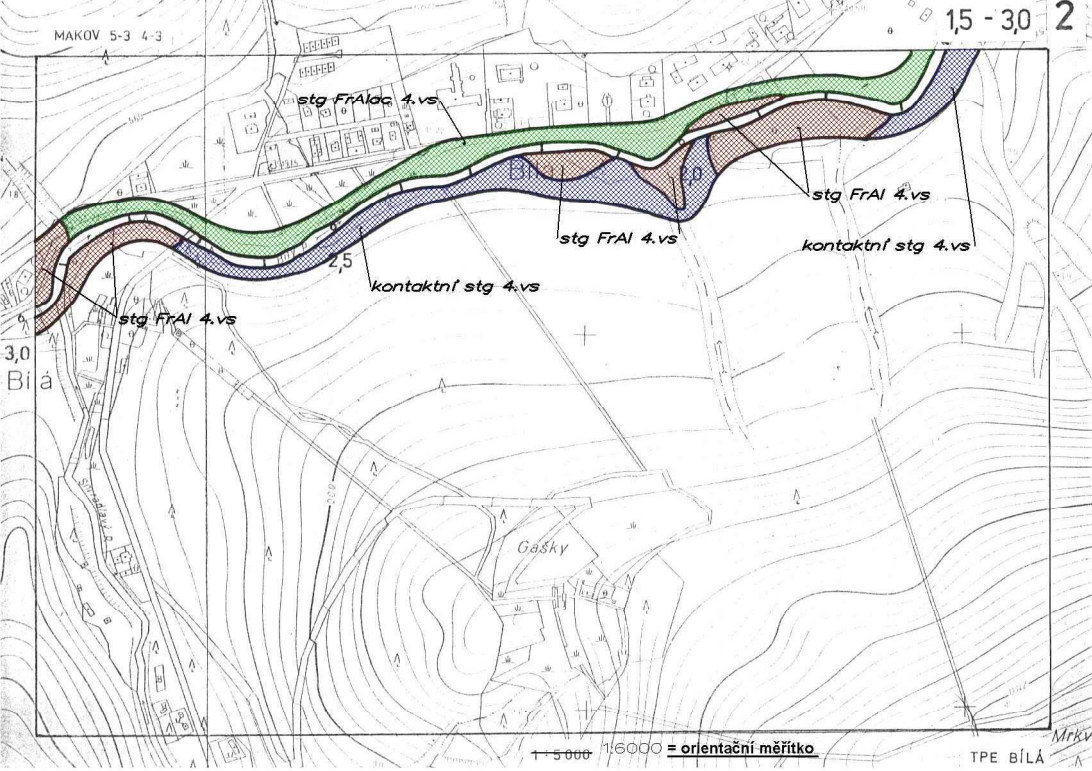 1,5 - 3,0 2
MAKOV 5-3 4-3
stg FrAlac 4.vs
stg FrAl 4.vs
stg FrAl 4.vs
kontaktní stg 4.vs
2,5
kontaktní stg 4.vs
stg FrAl 4.vs
3,0
Bílá
Gašky
1:5000 1:6000 = orientační měřítko
TPE BÍLÁ